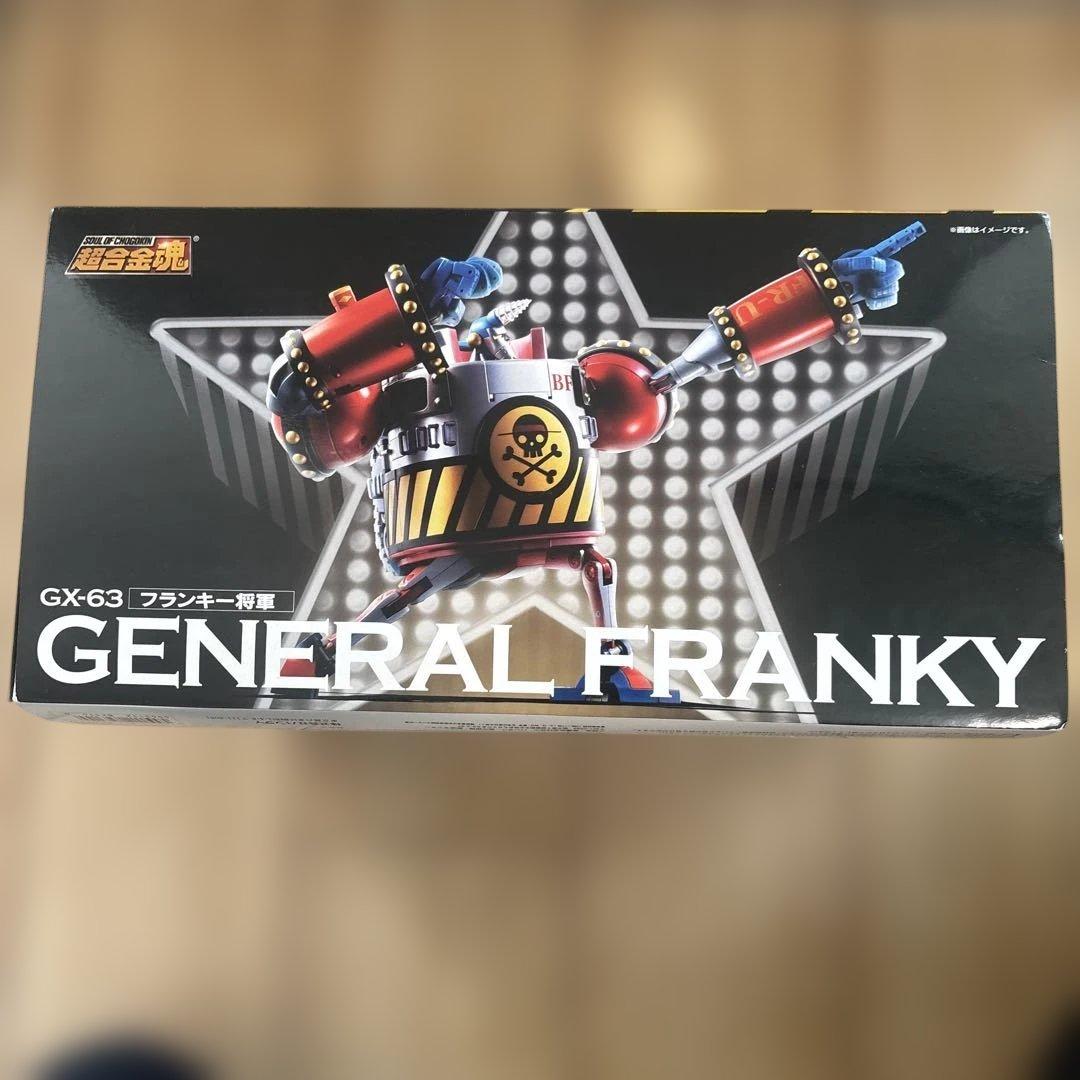 SOUL OF CHOGOKIN
超合金魂®
※画像はイメージです。
FR-U
BF
GX-63 フランキー将軍
GENERAL FRANKY